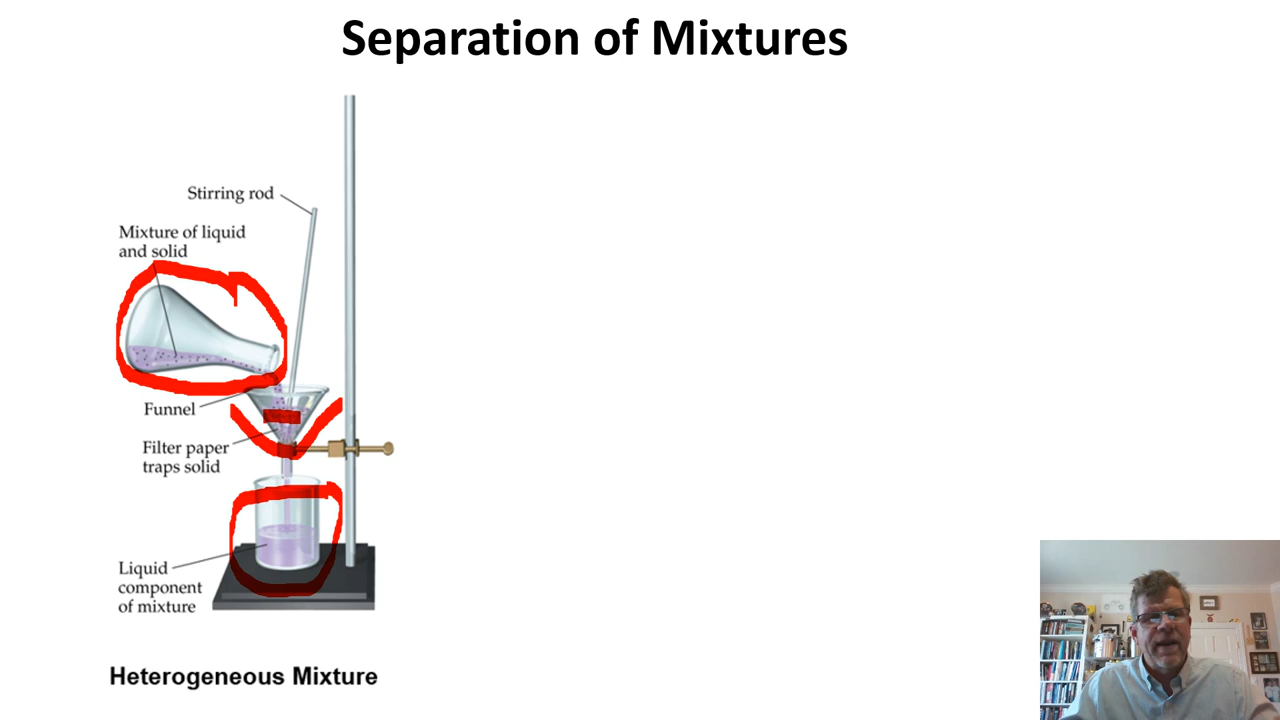 Separation of Mixtures
Stirring rod
Mixture of liquid
and solid
Funnel
Filter paper
traps solid
Liquid
component
of mixture
Heterogeneous Mixture